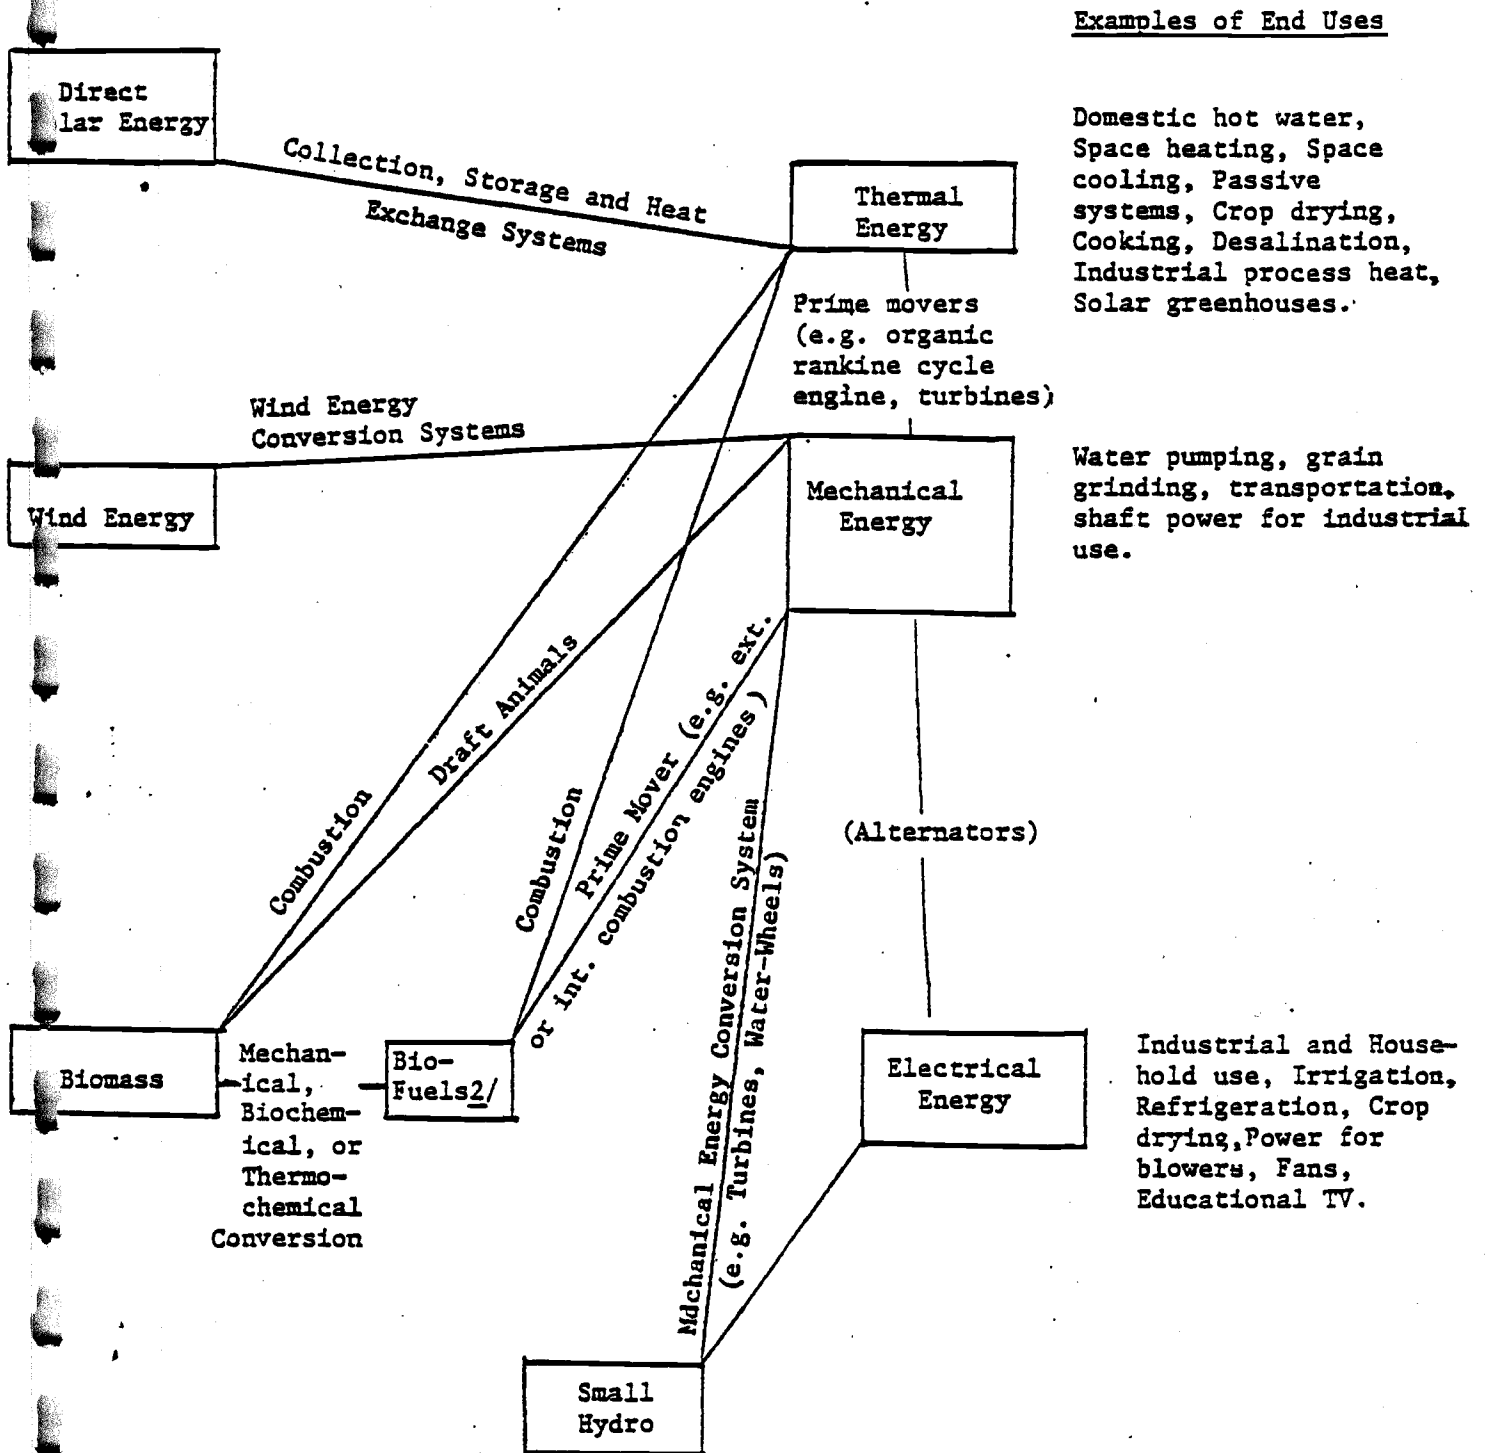 Examples of End Uses
Direct
lar Energy
Collection, Storage and Heat
Exchange Systems
Thermal
Energy
Domestic hot water,
Space heating, Space
cooling, Passive
systems, Crop drying,
Cooking, Desalination,
Industrial process heat,
Solar greenhouses.
Prime movers
(e.g. organic
rankine cycle
engine, turbines)
Wind Energy
Conversion Systems
Wind Energy
Mechanical
Energy
Water pumping, grain
grinding, transportation,
shaft power for industrial
use.
Combustion
Draft Animals
Combustion
Prime Mover (e.g. ext.
or int. combustion engines)
Mdchanical Energy Conversion System
(e.g. Turbines, Water-Wheels)
(Alternators)
Biomass
Mechan-
ical,
Biochem-
ical, or
Thermo-
chemical
Conversion
Bio-
Fuels2/
Electrical
Energy
Industrial and House-
hold use, Irrigation,
Refrigeration, Crop
drying,Power for
blowers, Fans,
Educational TV.
Small
Hydro